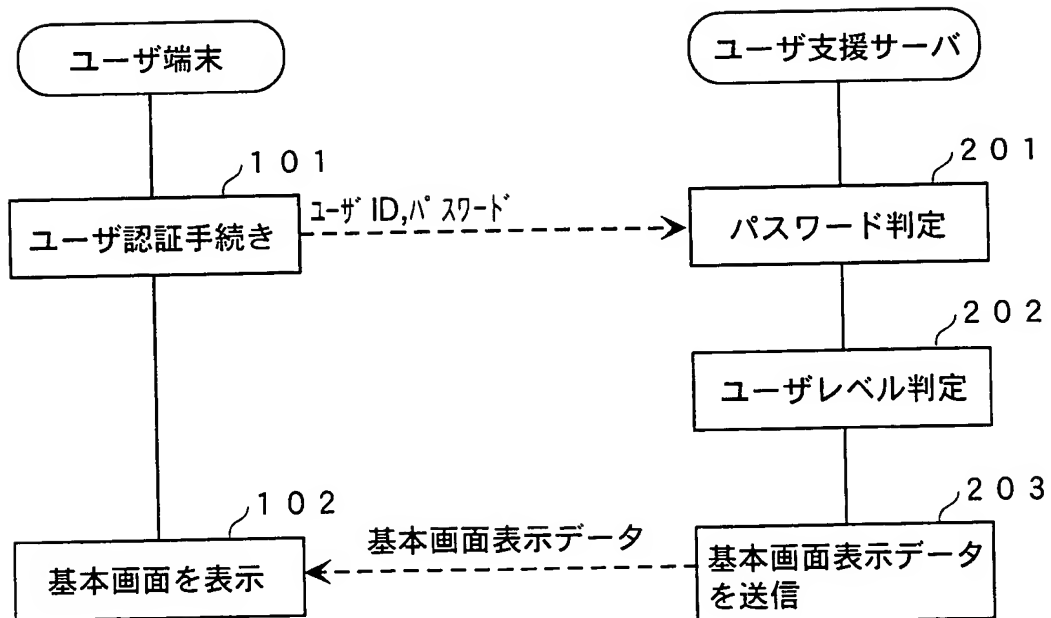 ユーザ端末
ユーザ支援サーバ
101
201
ユーザ認証手続き
ﾕｰｻﾞID,ﾊﾟｽﾜｰﾄﾞ
パスワード判定
202
ユーザレベル判定
102
203
基本画面を表示
基本画面表示データ
基本画面表示データ
を送信